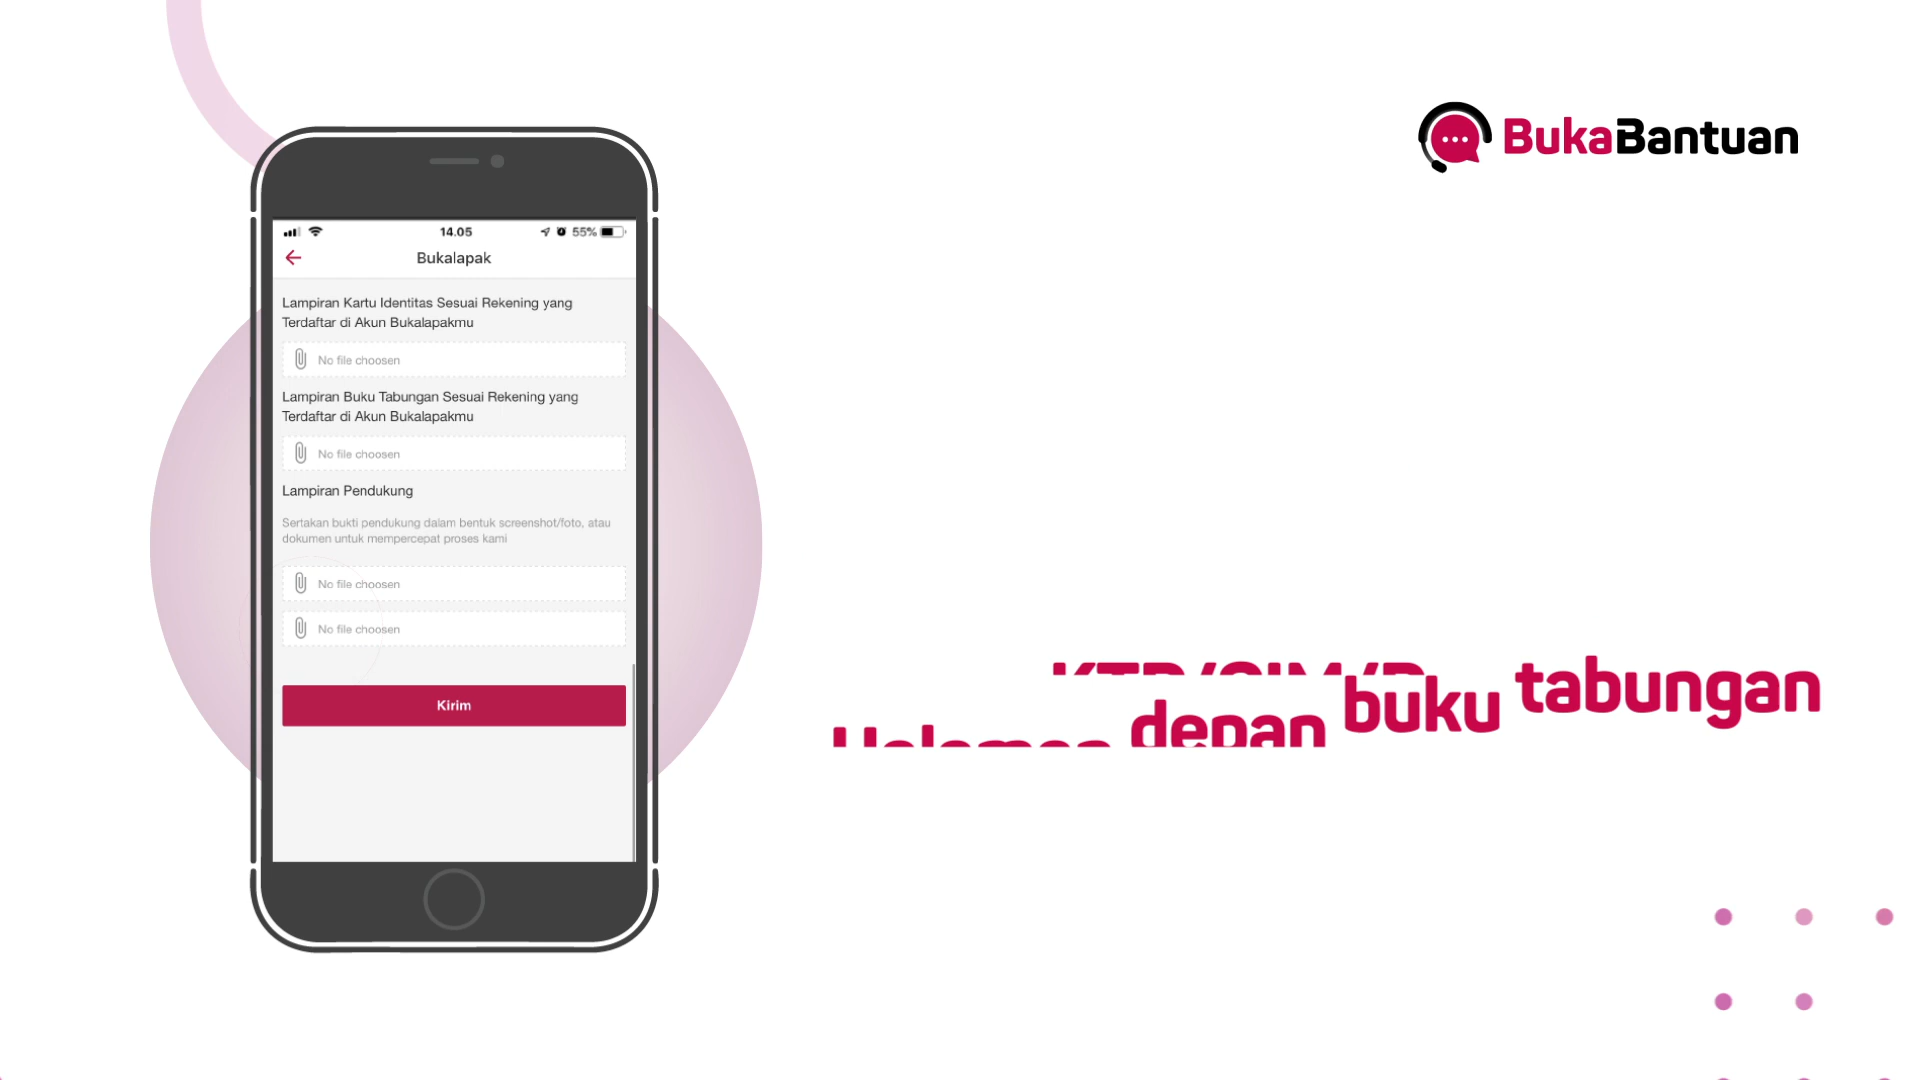 BukaBantuan
14.05
55%
Bukalapak
Lampiran Kartu Identitas Sesuai Rekening yang
Terdaftar di Akun Bukalapakmu
No file choosen
Lampiran Buku Tabungan Sesuai Rekening yang
Terdaftar di Akun Bukalapakmu
No file choosen
Lampiran Pendukung
Sertakan bukti pendukung dalam bentuk screenshot/foto, atau
dokumen untuk mempercepat proses kami
No file choosen
No file choosen
Kirim
depan buku tabungan